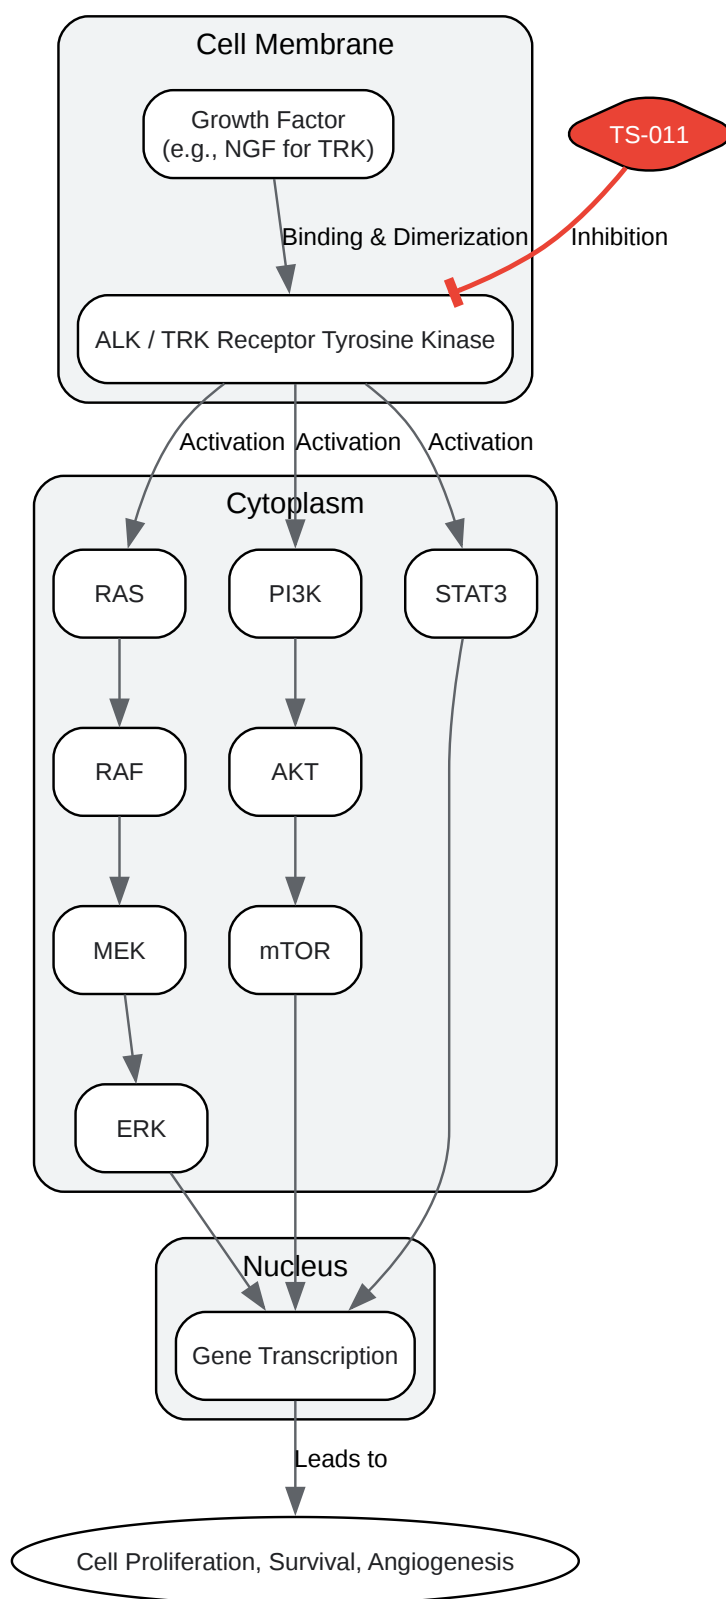 Cell Membrane
Growth Factor
(e.g., NGF for TRK)
TS-011
Binding & Dimerization
Inhibition
ALK / TRK Receptor Tyrosine Kinase
Activation
Activation
Activation
Cytoplasm
RAS
PI3K
STAT3
RAF
AKT
MEK
mTOR
ERK
Nucleus
Gene Transcription
Leads to
Cell Proliferation, Survival, Angiogenesis